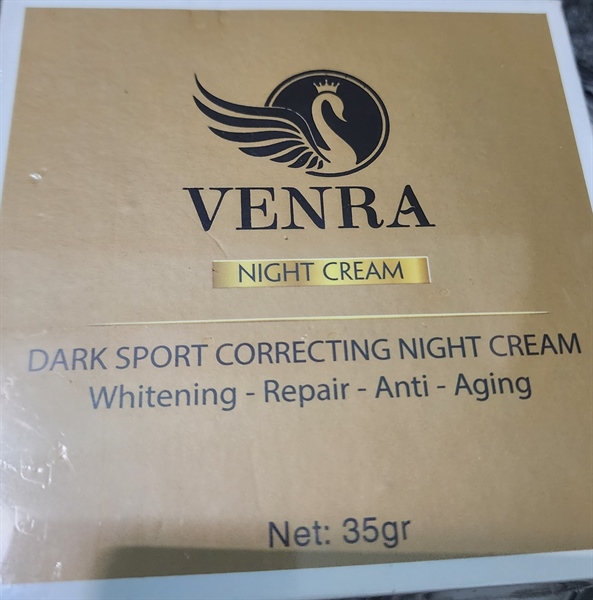 VENRA
NIGHT CREAM
DARK SPORT CORRECTING NIGHT CREAM
Whitening - Repair - Anti - Aging
Net: 35gr